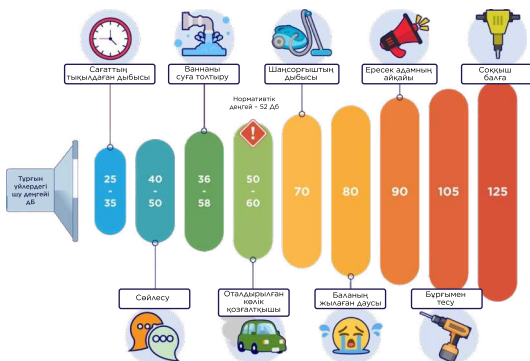 Сағаттың
тықылдаған дыбысы
Ваннаны
суға толтыру
Шаңсорғыштың
дыбысы
Ересек адамның
айқайы
Соққыш
балға
Нормативтік
деңгей – 52 Дб
Тұрғын
үйлердегі
шу деңгейі
дБ
25
-
35
40
-
50
36
-
58
50
-
60
70
80
90
105
125
Сөйлесу
Оталдырылған
көлік
қозғалтқышы
Баланың
жылаған даусы
Бұрғымен
тесу